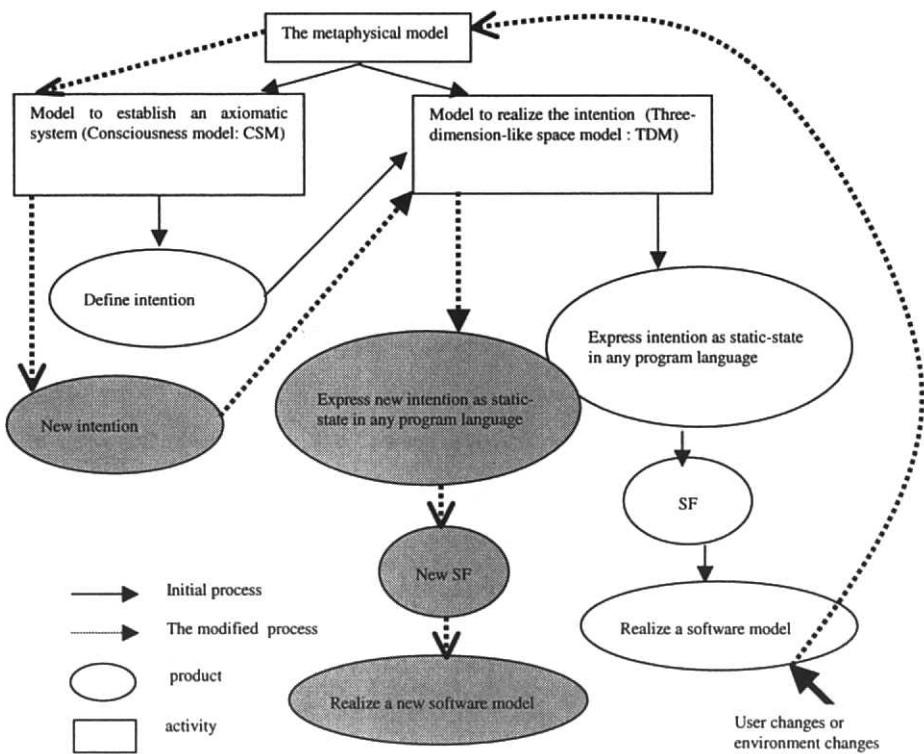 The metaphysical model
Model to establish an axiomatic
system (Consciousness model: CSM)
Model to realize the intention (Three-
dimension-like space model : TDM)
Define intention
Express intention as static-state
in any program language
Express new intention as static-
state in any program language
New intention
SF
New SF
Initial process
The modified process
Realize a software model
product
Realize a new software model
activity
User changes or
environment changes